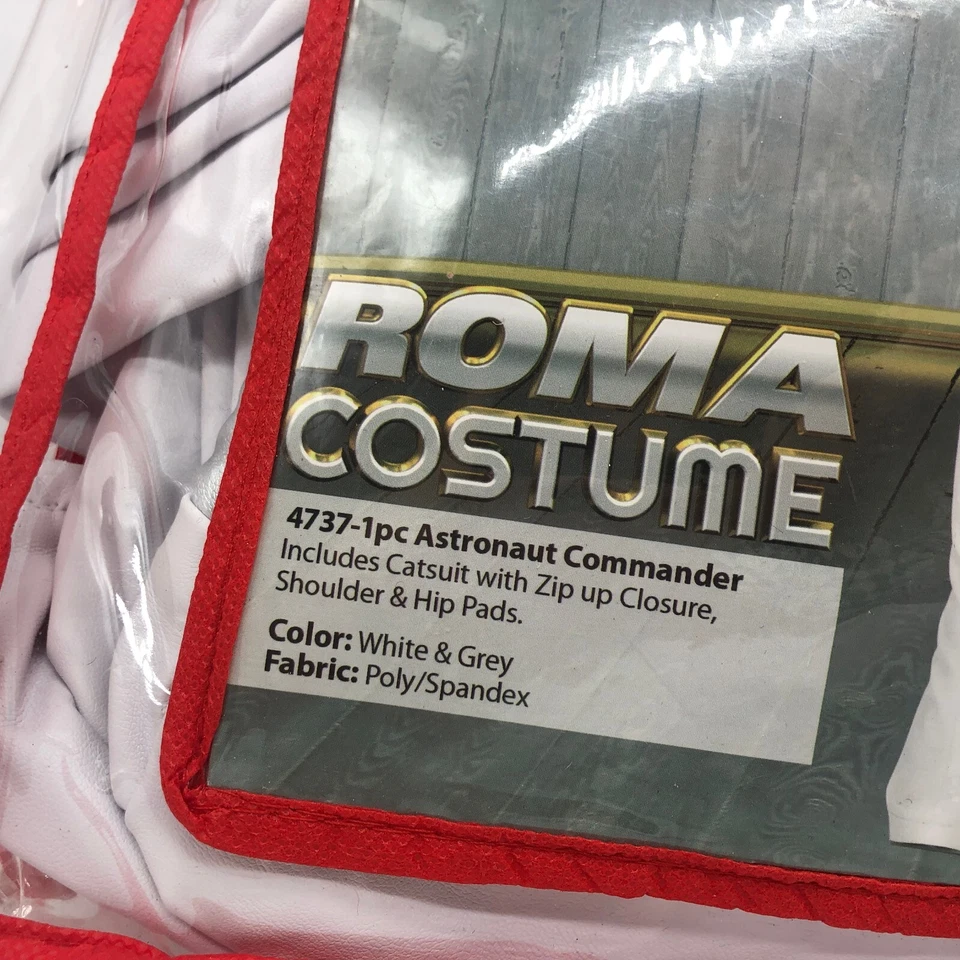 ROMA
COSTUME
4737-1pc Astronaut Commander
Includes Catsuit with Zip up Closure,
Shoulder & Hip Pads.
Color: White & Grey
Fabric: Poly/Spandex